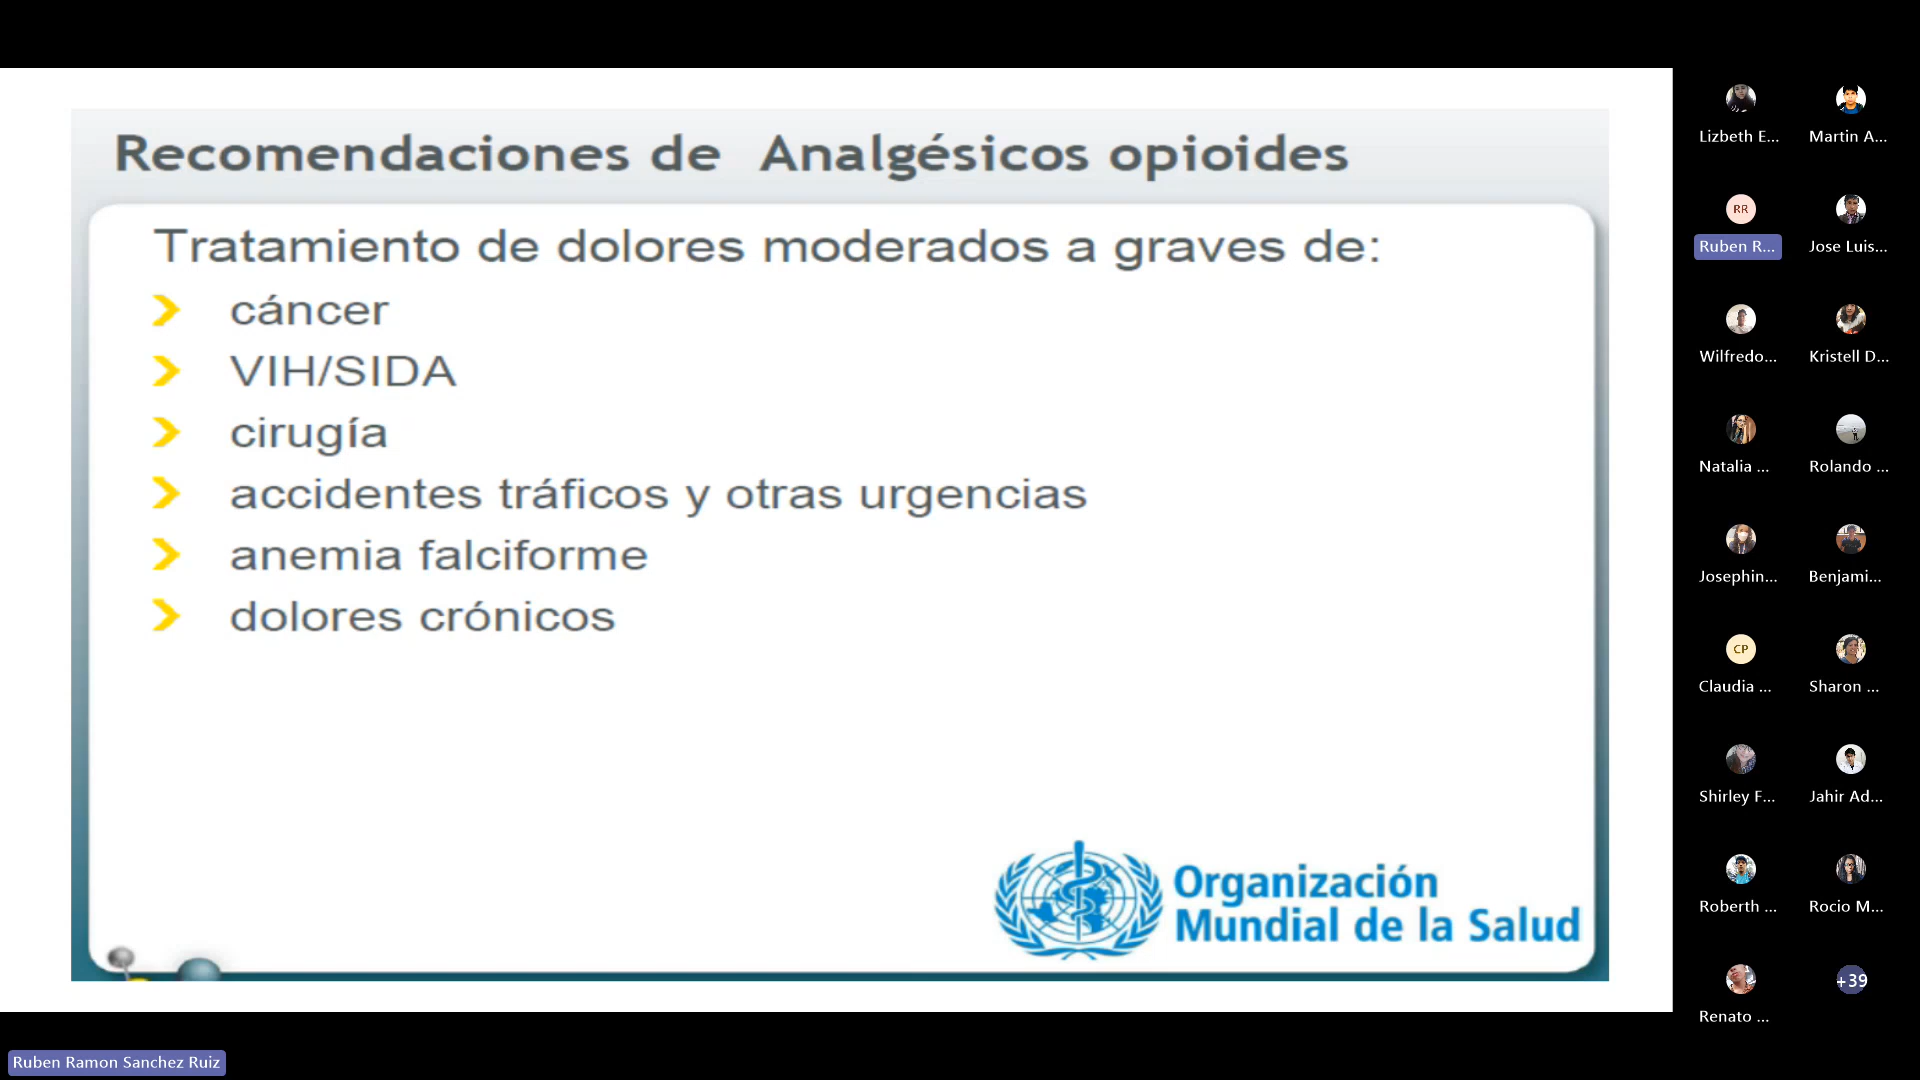 Recomendaciones de Analgésicos opioides
Tratamiento de dolores moderados a graves de:
cáncer
VIH/SIDA
cirugía
accidentes tráficos y otras urgencias
anemia falciforme
dolores crónicos
Organización
Mundial de la Salud
Lizbeth E...
Martin A...
RR
Ruben R...
Jose Luis...
Wilfredo...
Kristell D...
Natalia ...
Rolando ...
Josephin...
Benjami...
CP
Claudia ...
Sharon ...
Shirley F...
Jahir Ad...
Roberth ...
Rocio M...
Renato ...
+39
Ruben Ramon Sanchez Ruiz